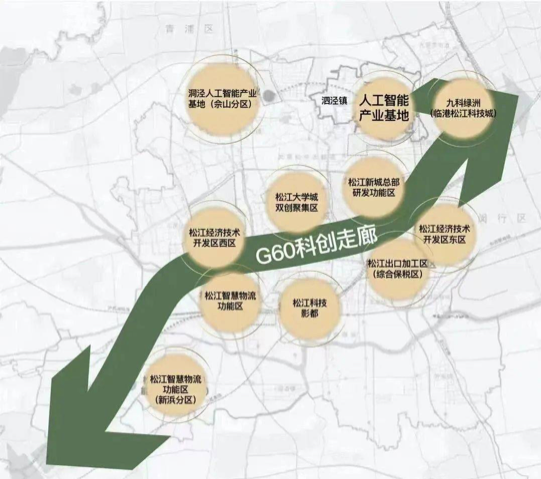 青浦区
洞泾人工智能产业
基地（佘山分区）
泗泾镇
人工智能
产业基地
九科绿洲
(临港松江科技城)
松江新城总部
研发功能区
松江大学城
双创聚集区
松江经济技术
开发区西区
松江经济技术
开发区东区
闵行区
G60科创走廊
松江出口加工区
(综合保税区)
松江智慧物流
功能区
松江科技
影都
松江智慧物流
功能区
(新浜分区)